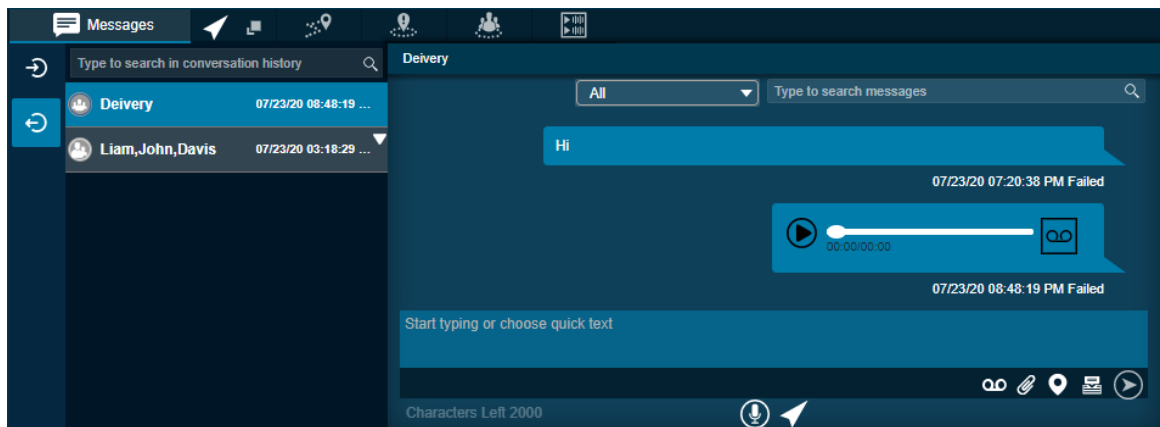 Messages
Type to search in conversation history
Deivery 07/23/20 08:48:19 ...
Liam,John,Davis 07/23/20 03:18:29 ...
Deivery
All
Type to search messages
Hi
07/23/20 07:20:38 PM Failed
00:00/00:00
07/23/20 08:48:19 PM Failed
Start typing or choose quick text
Characters Left 2000